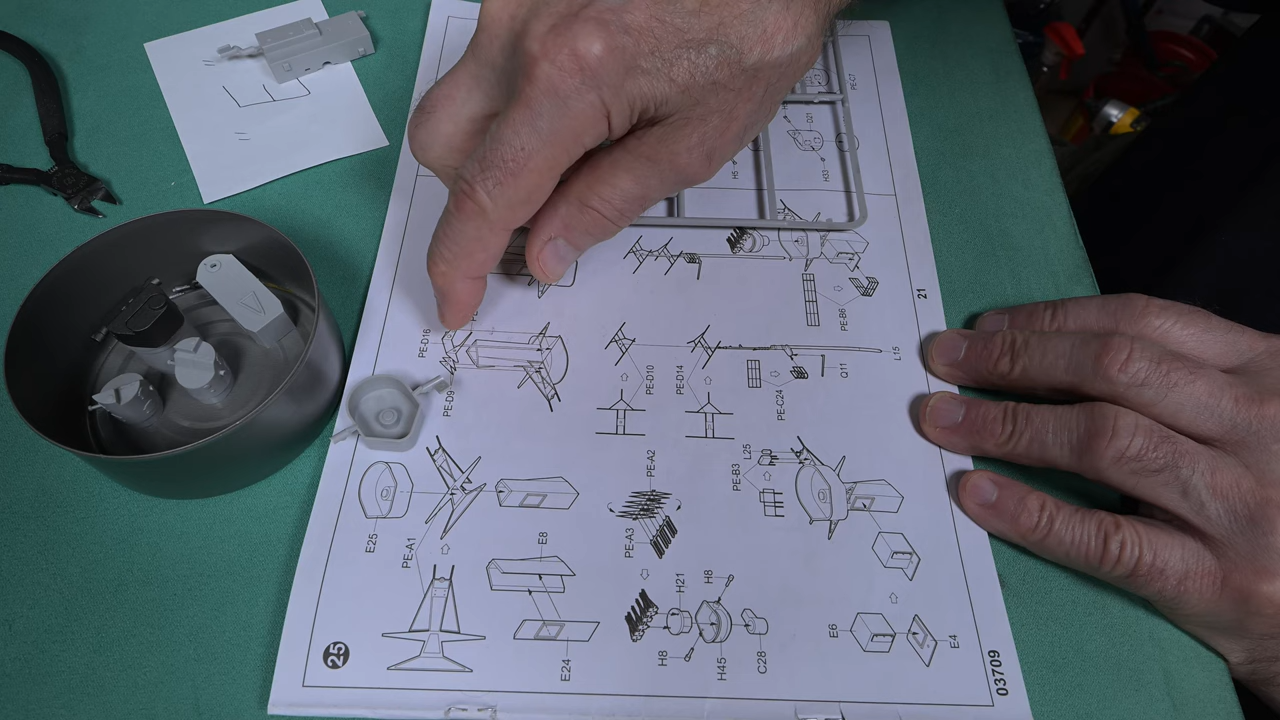 PE-C7
D21
H5
H33
21
PE-B6
PE-D16
PE-D9
PE-D10
PE-D14
L15
Q11
PE-C24
PE-A2
L25
PE-B3
E25
PE-A1
E8
PE-A3
H21
H8
H8
H45
C28
E24
E6
E4
25
03709